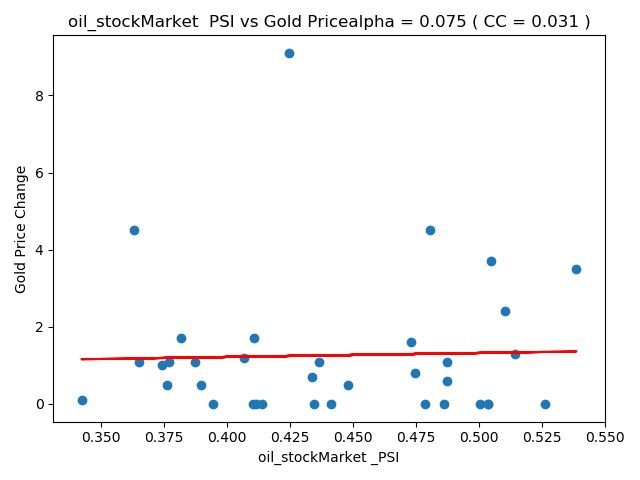 oil_stockMarket  PSI vs Gold Pricealpha = 0.075 ( CC = 0.031 )
Gold Price Change
8
6
4
2
0
0.350 0.375 0.400 0.425 0.450 0.475 0.500 0.525 0.550
oil_stockMarket _PSI